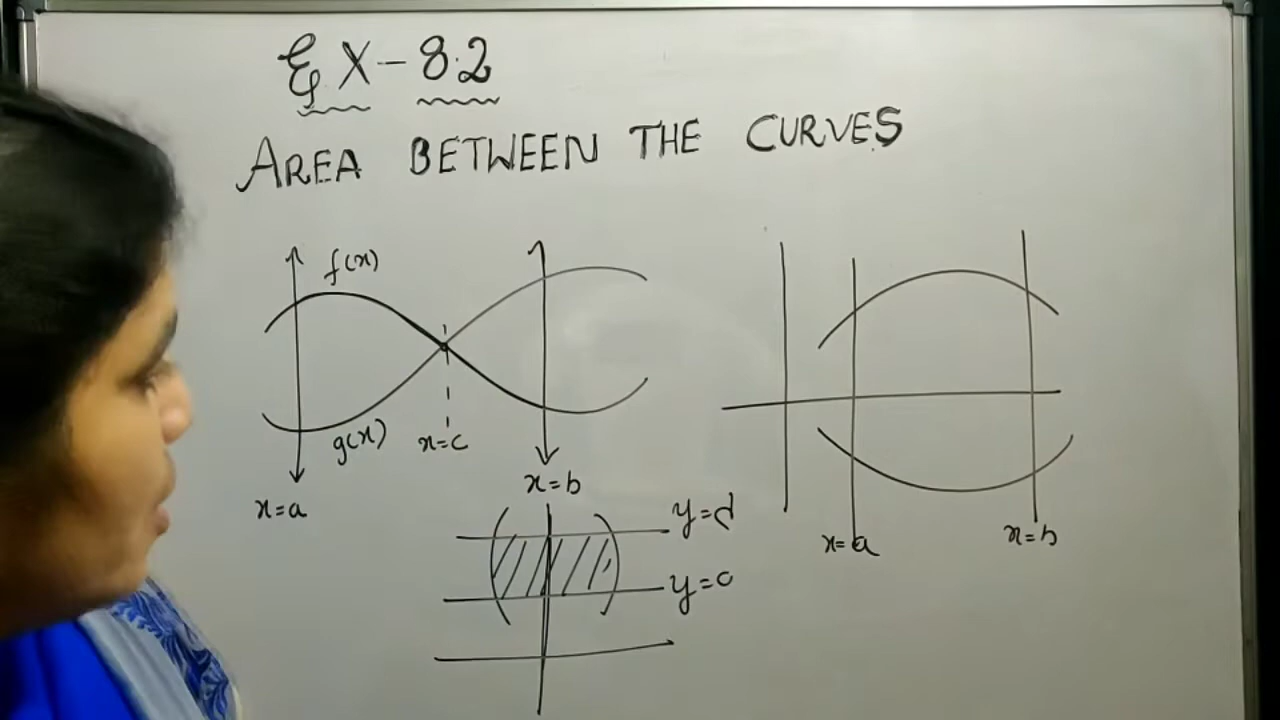 Ex-8.2
AREA BETWEEN THE CURVES
f(x)
g(x)
x=c
x=a
x=b
y=d
y=c
x=a
x=b